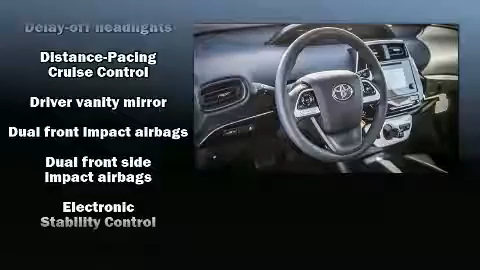 Delay-off headlights
Distance-Pacing
Cruise Control
Driver vanity mirror
Dual front impact airbags
Dual front side
impact airbags
Electronic
Stability Control